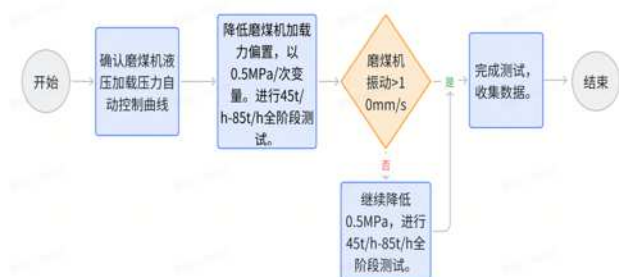 开始
确认磨煤机液
压加载压力自
动控制曲线
降低磨煤机加载
力偏置，以
0.5MPa/次变
量。进行45t/
h-85t/h全阶段测
试。
磨煤机
振动>1
0mm/s
是
完成测试，
收集数据。
结束
否
继续降低
0.5MPa，进行
45t/h-85t/h全
阶段测试。